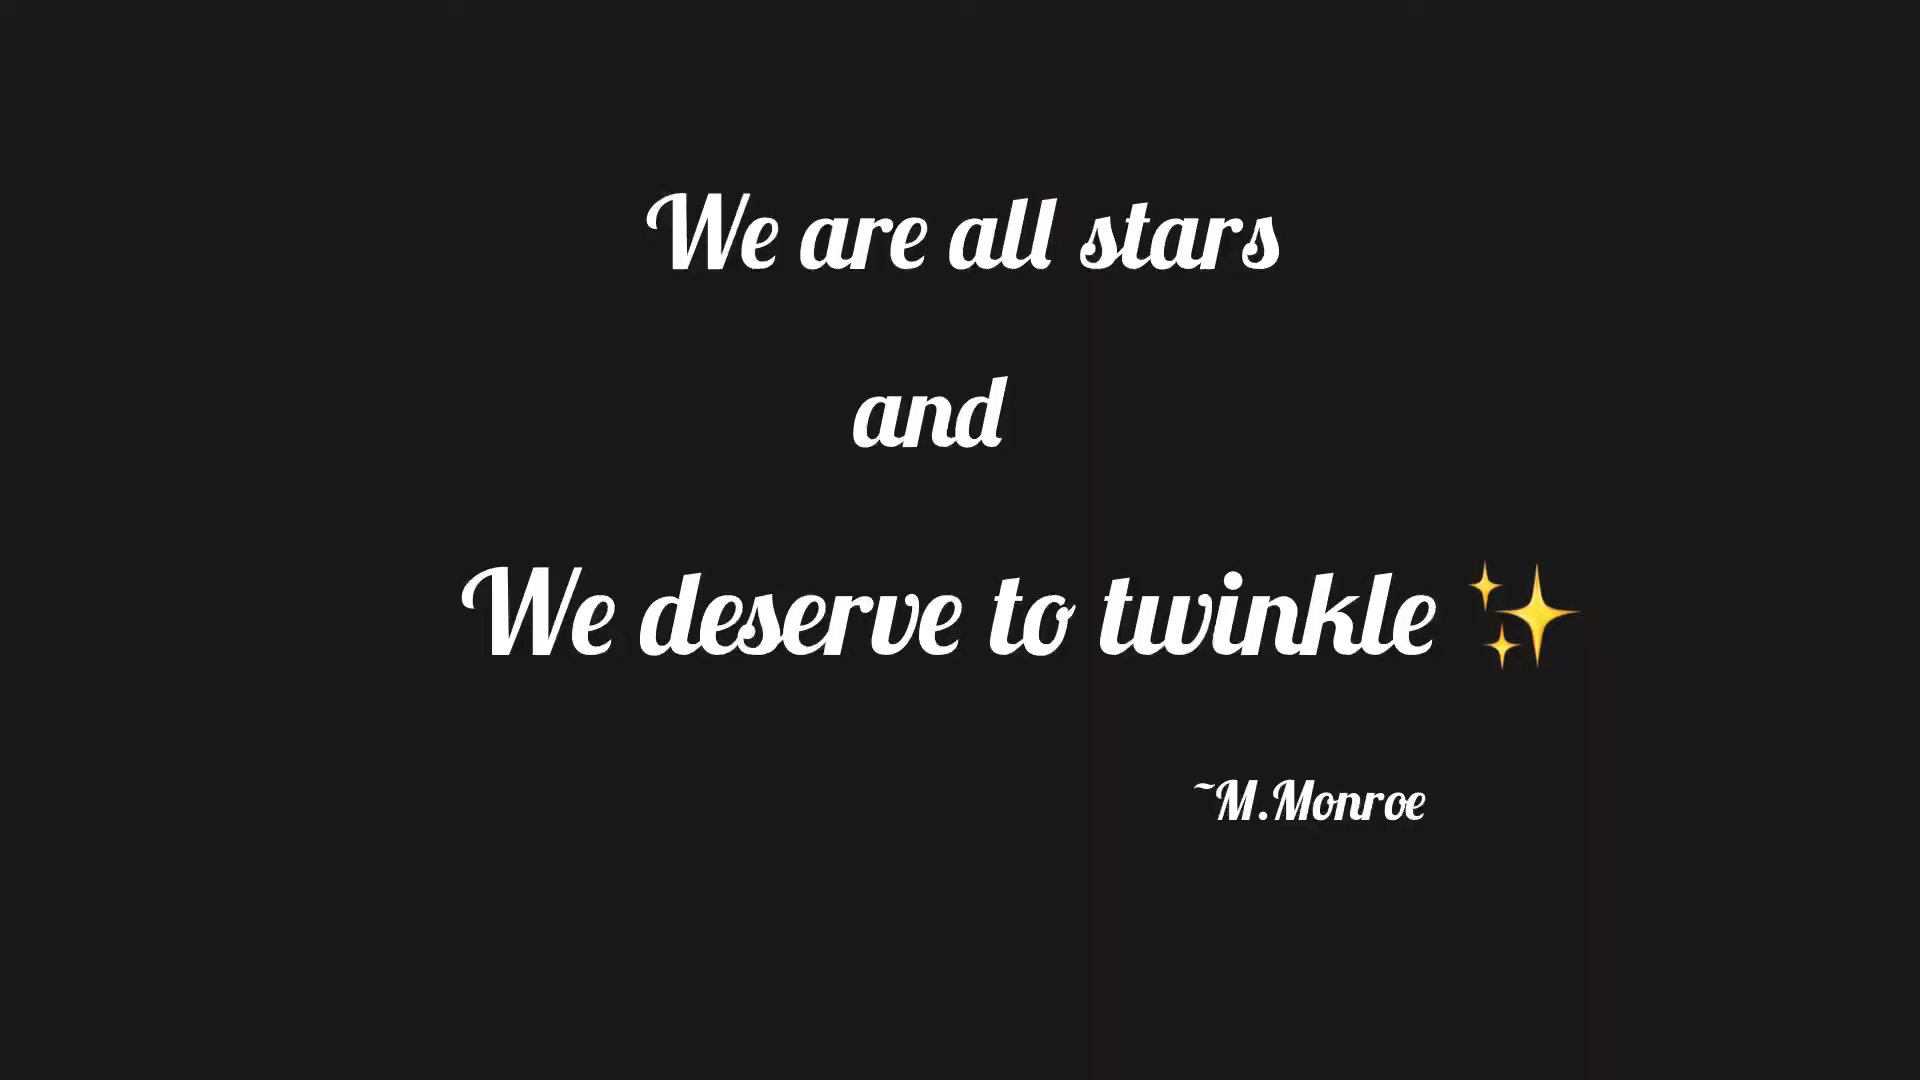 We are all stars
and
We deserve to twinkle ✨
~M.Monroe